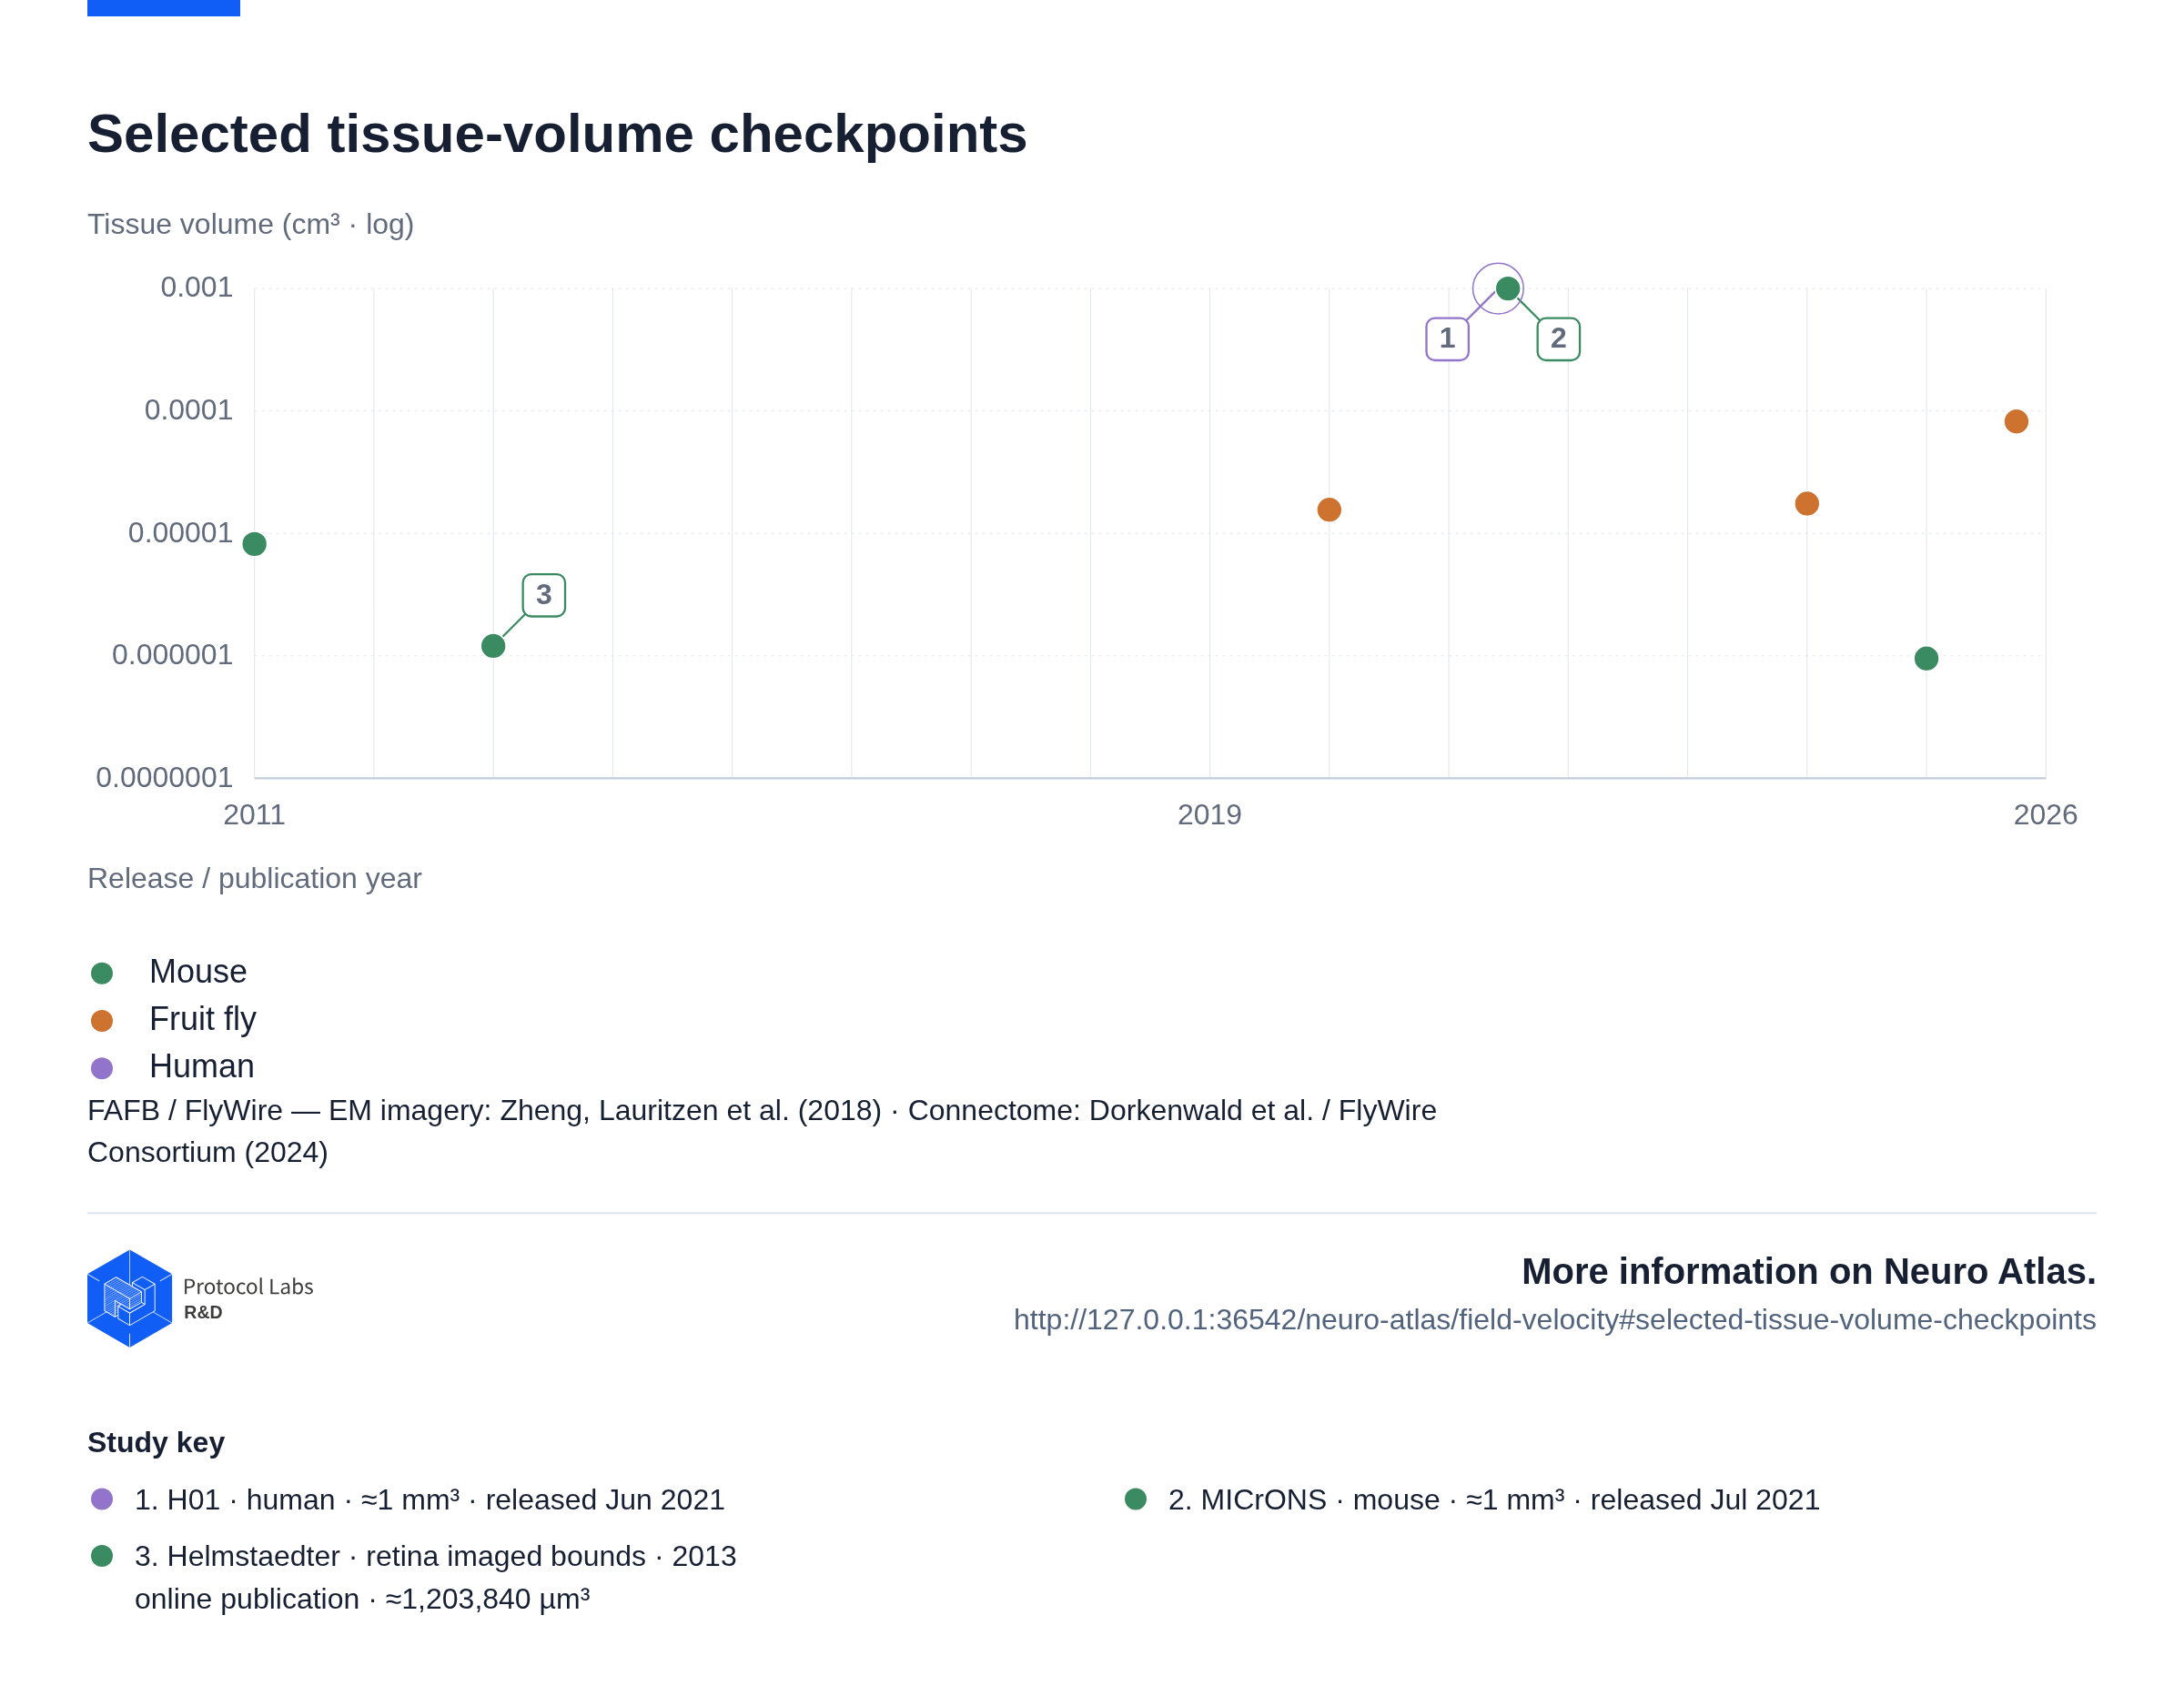 Selected tissue-volume checkpoints
Tissue volume (cm³ · log)
0.001
0.0001
0.00001
0.000001
0.0000001
1
2
3
2011
2019
2026
Release / publication year
Mouse
Fruit fly
Human
FAFB / FlyWire — EM imagery: Zheng, Lauritzen et al. (2018) · Connectome: Dorkenwald et al. / FlyWire
Consortium (2024)
Protocol Labs
R&D
More information on Neuro Atlas.
http://127.0.0.1:36542/neuro-atlas/field-velocity#selected-tissue-volume-checkpoints
Study key
1. H01 · human · ≈1 mm³ · released Jun 2021
2. MICrONS · mouse · ≈1 mm³ · released Jul 2021
3. Helmstaedter · retina imaged bounds · 2013
online publication · ≈1,203,840 µm³